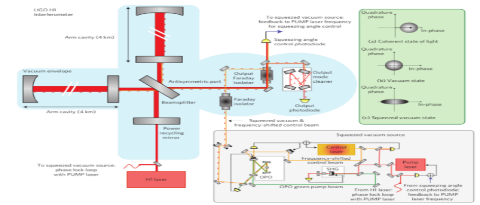 LIGO H1
interferometer
Arm cavity (4 km)
Vacuum envelope
Arm cavity (4 km)
Antisymmetric port
Beamsplitter
Power
recycling
mirror
To squeezed vacuum source:
phase lock loop
with PUMP laser
H1 laser
To squeezed vacuum source:
feedback to PUMP laser frequency
for squeezing angle control
Squeezing angle
control photodiode
Output
Faraday
isolator
Output
mode
cleaner
Faraday
isolator
Output
photodiode
Squeezed vacuum &
frequency-shifted control beam
Quadrature
phase
In-phase
(a) Coherent state of light
Quadrature
phase
In-phase
(b) Vacuum state
Quadrature
phase
In-phase
(c) Squeezed vacuum state
Squeezed vacuum source
Control
laser
Frequency-shifted
control beam
Pump
laser
OPO
SHG
OPO green pump beam
From H1 laser:
phase lock loop
with PUMP laser
From squeezing angle
control photodiode:
feedback to PUMP
laser frequency